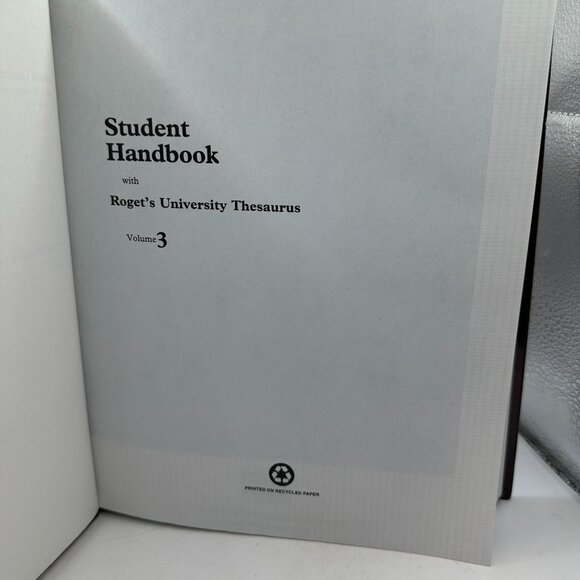 Student
Handbook
with
Roget's University Thesaurus
Volume 3
PRINTED ON RECYCLED PAPER